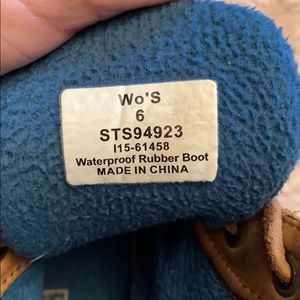 Wo'S
6
STS94923
I15-61458
Waterproof Rubber Boot
MADE IN CHINA